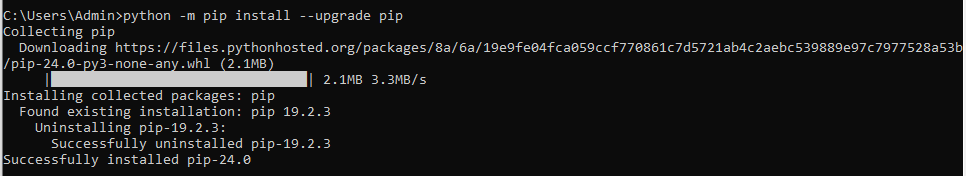 C:\Users\Admin>python -m pip install --upgrade pip
Collecting pip
  Downloading https://files.pythonhosted.org/packages/8a/6a/19e9fe04fca059ccf770861c7d5721ab4c2aebc539889e97c7977528a53b
/pip-24.0-py3-none-any.whl (2.1MB)
     |████████████████████████████████| 2.1MB 3.3MB/s
Installing collected packages: pip
  Found existing installation: pip 19.2.3
    Uninstalling pip-19.2.3:
      Successfully uninstalled pip-19.2.3
Successfully installed pip-24.0